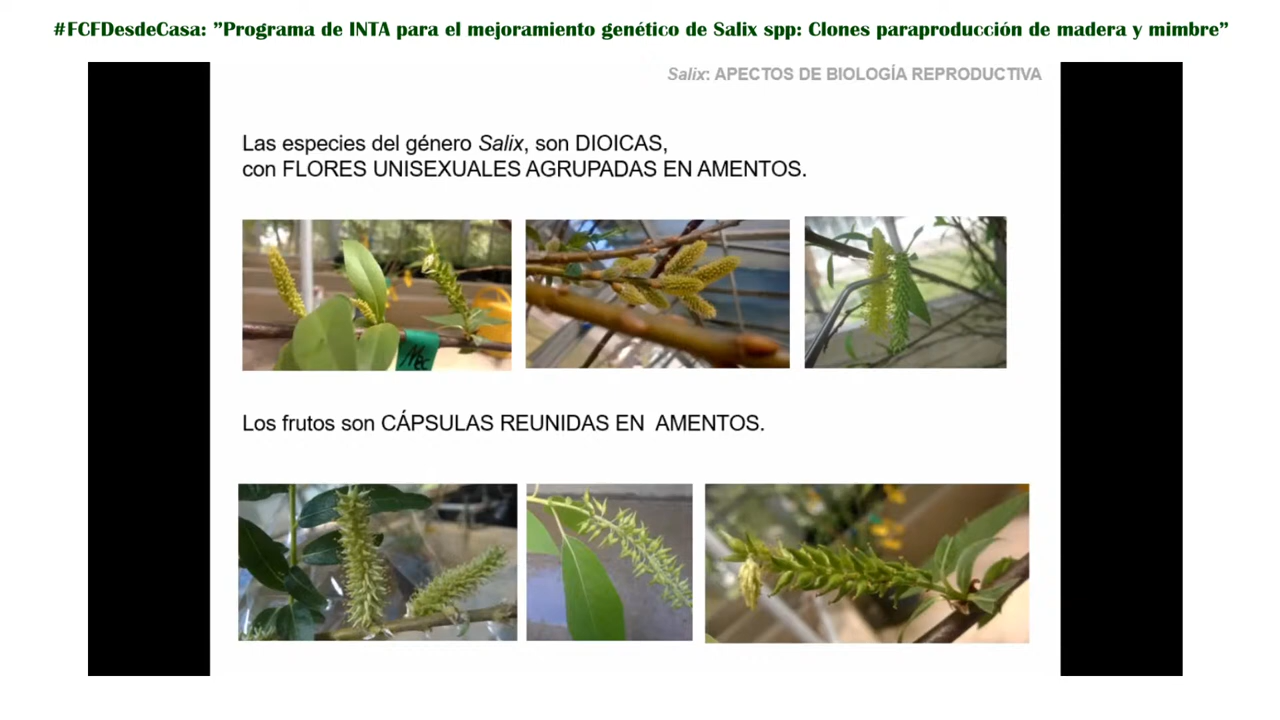 #FCFDesdeCasa: ”Programa de INTA para el mejoramiento genético de Salix spp: Clones paraproducción de madera y mimbre”
Salix: APECTOS DE BIOLOGÍA REPRODUCTIVA
Las especies del género Salix, son DIOICAS,
con FLORES UNISEXUALES AGRUPADAS EN AMENTOS.
Los frutos son CÁPSULAS REUNIDAS EN AMENTOS.